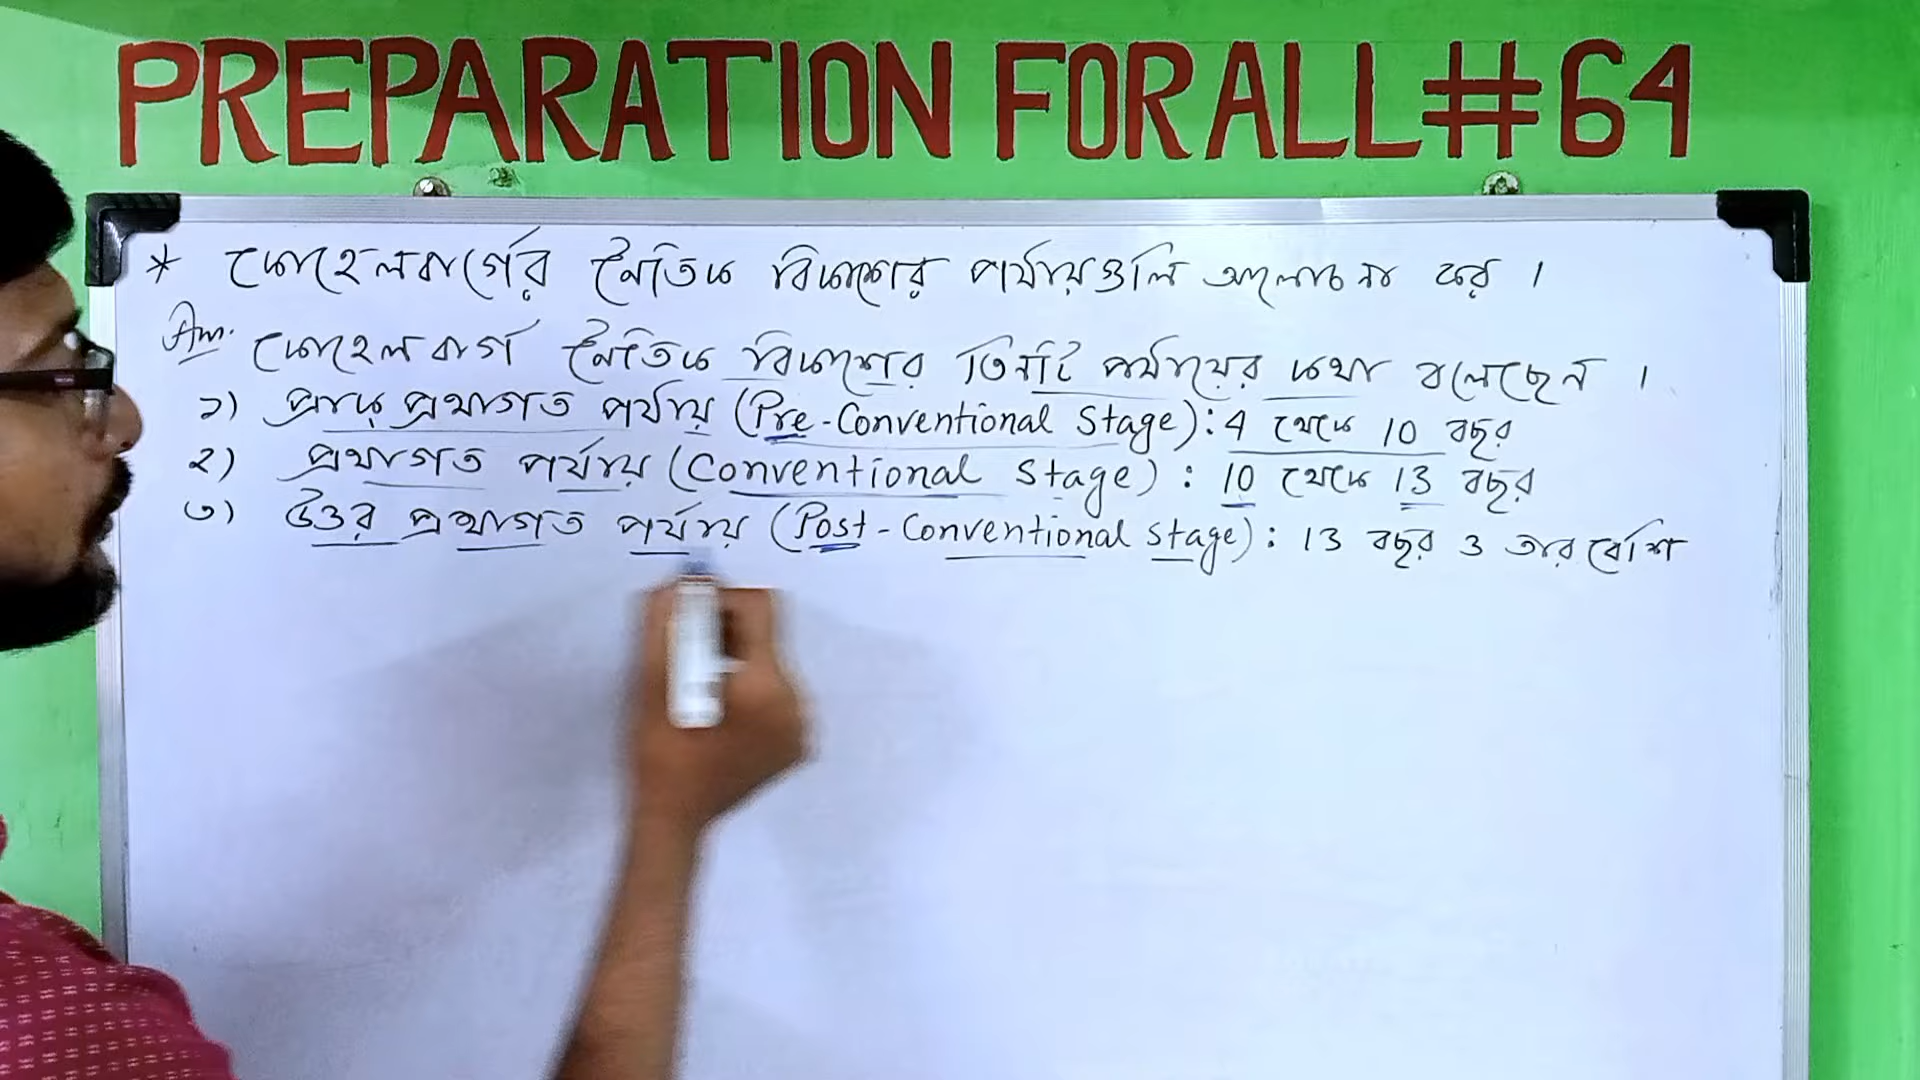 PREPARATION FOR ALL # 64
* কোহেলবার্গের নৈতিক বিকাশের পর্যায়গুলি আলোচনা কর ।
Ans. কোহেলবার্গ নৈতিক বিকাশের তিনটি পর্যায়ের কথা বলেছেন ।
১) প্রাক্ প্রথাগত পর্যায় (Pre-Conventional Stage): 4 থেকে 10 বছর
২) প্রথাগত পর্যায় (Conventional Stage) : 10 থেকে 13 বছর
৩) উত্তর প্রথাগত পর্যায় (Post-Conventional Stage): 13 বছর ও তার বেশি